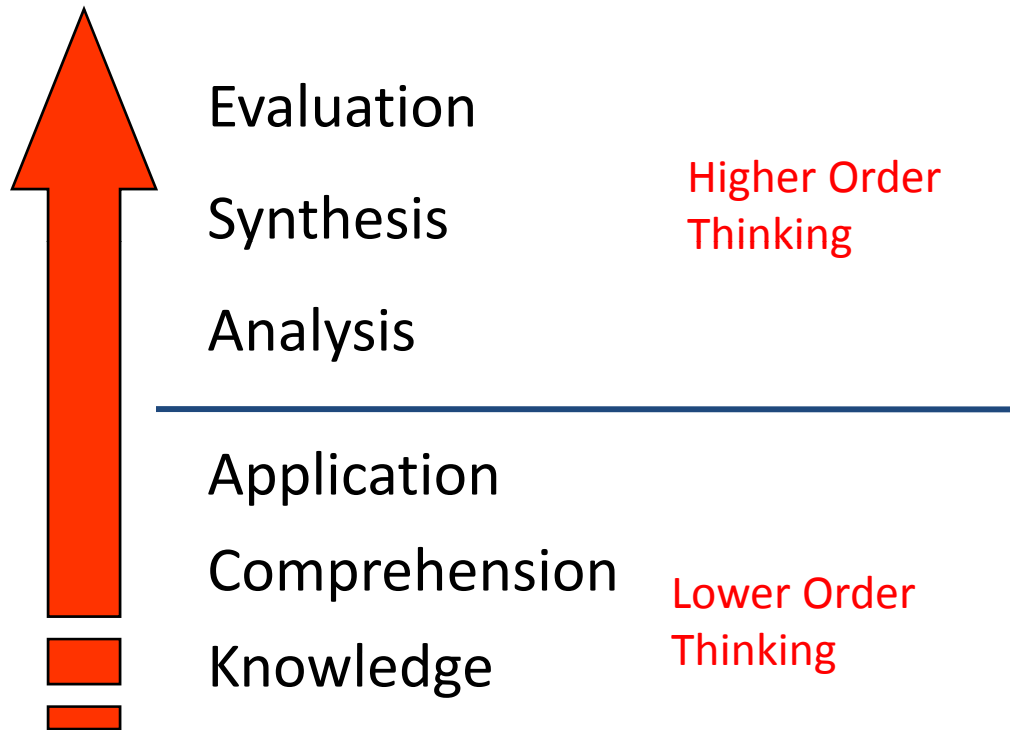 Evaluation
Synthesis
Analysis
Higher Order
Thinking
Application
Comprehension
Knowledge
Lower Order
Thinking